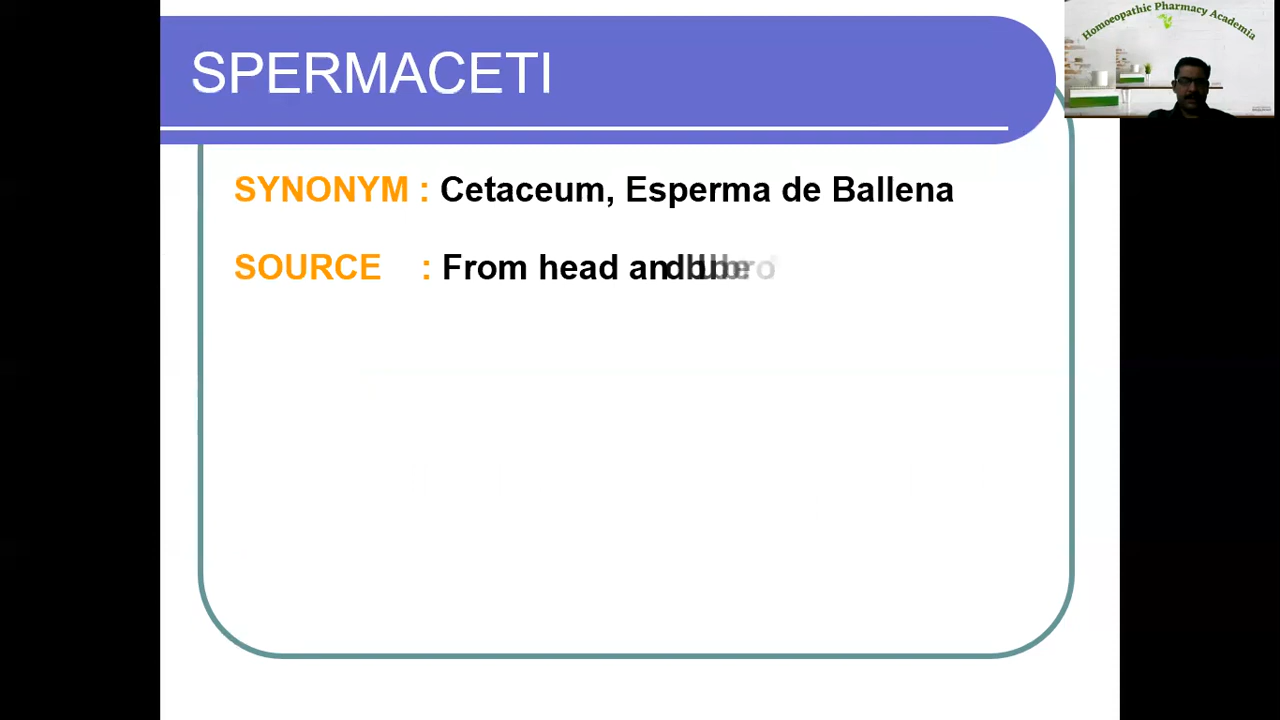 SPERMACETI
Homoeopathic Pharmacy Academia
SYNONYM : Cetaceum, Esperma de Ballena
SOURCE : From head and